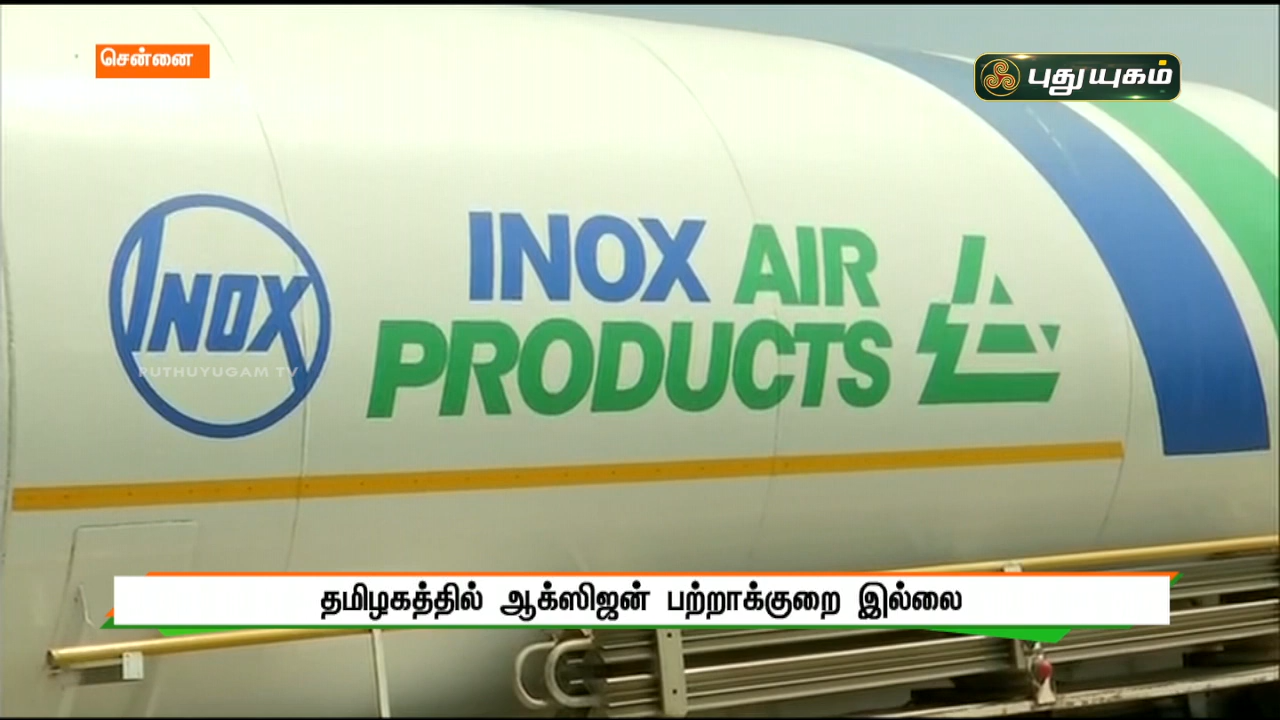 சென்னை
புதுயுகம்
INOX
INOX AIR
PRODUCTS
PUTHUYUGAM TV
தமிழகத்தில் ஆக்ஸிஜன் பற்றாக்குறை இல்லை